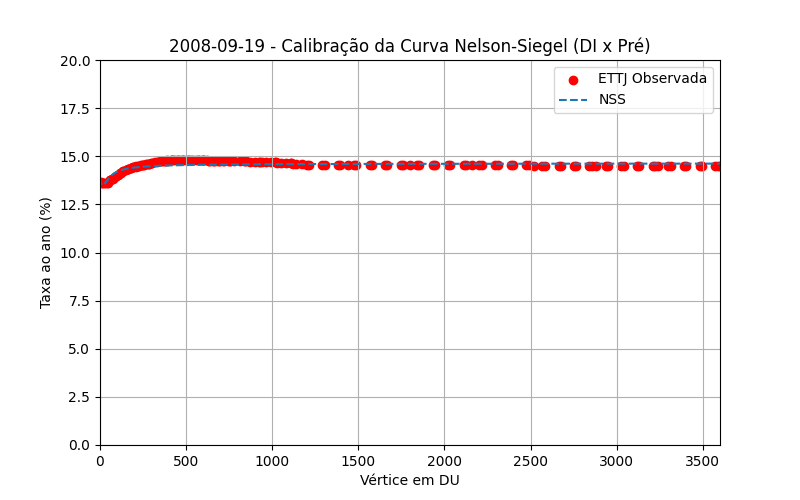 2008-09-19 - Calibração da Curva Nelson-Siegel (DI x Pré)
ETTJ Observada
NSS
Taxa ao ano (%)
20.0
17.5
15.0
12.5
10.0
7.5
5.0
2.5
0.0
0 500 1000 1500 2000 2500 3000 3500
Vértice em DU